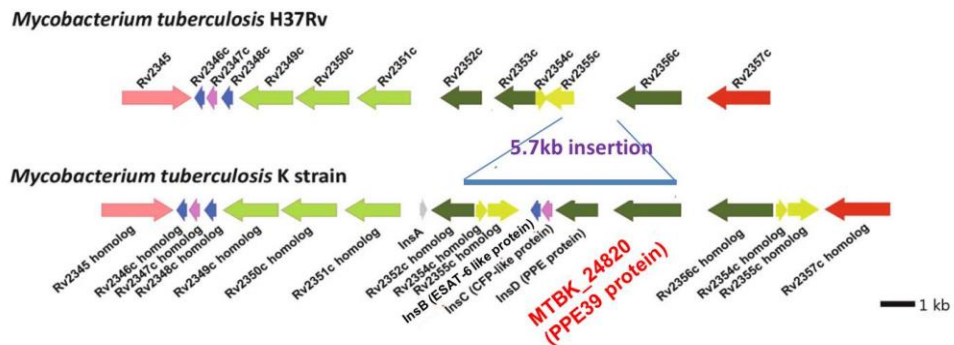 Mycobacterium tuberculosis H37Rv
Rv2345
Rv2346c
Rv2347c
Rv2348c
Rv2349c
Rv2350c
Rv2351c
Rv2352c
Rv2353c
Rv2354c
Rv2355c
Rv2356c
Rv2357c
5.7kb insertion
Mycobacterium tuberculosis K strain
Rv2345 homolog
Rv2346c homolog
Rv2347c homolog
Rv2348c homolog
Rv2349c homolog
Rv2350c homolog
Rv2351c homolog
InsA
Rv2352c homolog
Rv2354c homolog
Rv2355c homolog
InsB (ESAT-6 like protein)
InsC (CFP-like protein)
InsD (PPE protein)
MTBK_24820
(PPE39 protein)
Rv2356c homolog
Rv2354c homolog
Rv2355c homolog
Rv2357c homolog
1 kb